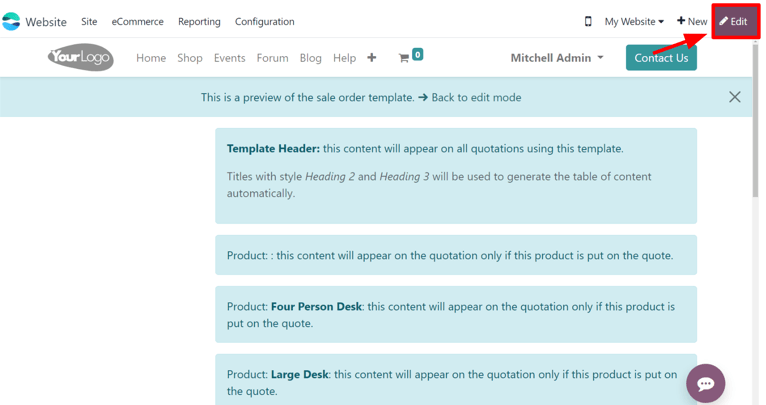 Website Site eCommerce Reporting Configuration My Website New Edit
YourLogo Home Shop Events Forum Blog Help 0 Mitchell Admin Contact Us
This is a preview of the sale order template. → Back to edit mode
Template Header: this content will appear on all quotations using this template.
Titles with style Heading 2 and Heading 3 will be used to generate the table of content
automatically.
Product: : this content will appear on the quotation only if this product is put on the quote.
Product: Four Person Desk: this content will appear on the quotation only if this product is
put on the quote.
Product: Large Desk: this content will appear on the quotation only if this product is put on
the quote.